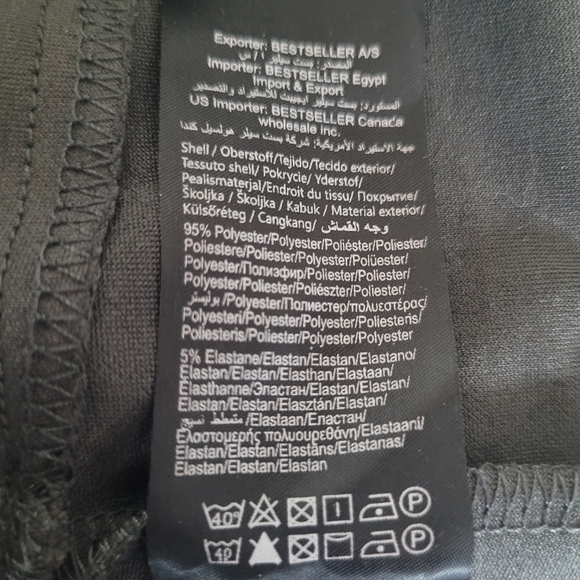 Exporter: BESTSELLER A/S
المصدر: بست سيلر ا/س
Importer: BESTSELLER Egypt
Import & Export
المستورد: بست سيلر ايجيبت للاستيراد والتصدير
US Importer: BESTSELLER Canada
wholesale inc.
جهة الاستيراد الأمريكية: شركة بست سيلر هولسيل كندا
Shell / Oberstoff/Tejido/Tecido exterior/
Tessuto shell/ Pokrycie/ Yderstof/
Pealismaterjal/Endroit du tissu/ Покрытие/
Školjka / Školjka / Kabuk / Material exterior/
Külsőréteg / Cangkang/ وجه القماش /
95% Polyester/Polyester/Poliéster/Poliester/
Poliestere/Poliester/Polyester/Polüester/
Polyester/Полиэфир/Poliester/Poliester/
Polyester/Poliester/Poliészter/Poliester/
بوليستر /Polyester/Полиестер/πολυεστέρας/
Polyesteri/Polyester/Polyester/Poliesteris/
Poliesteris/Poliester/Polyester/Polyester
5% Elastane/Elastan/Elastan/Elastano/
Elastan/Elastan/Elasthan/Elastaan/
Élasthanne/Эластан/Elastan/Elastan/
Elastan/Elastan/Elasztán/Elastan/
متمطط نسيج /Elastaan/Еластан/
Ελαστομερής πολυουρεθάνη/Elastaani/
Elastan/Elastan/Elastāns/Elastanas/
Elastan/Elastan/Elastan
40° P
40 P